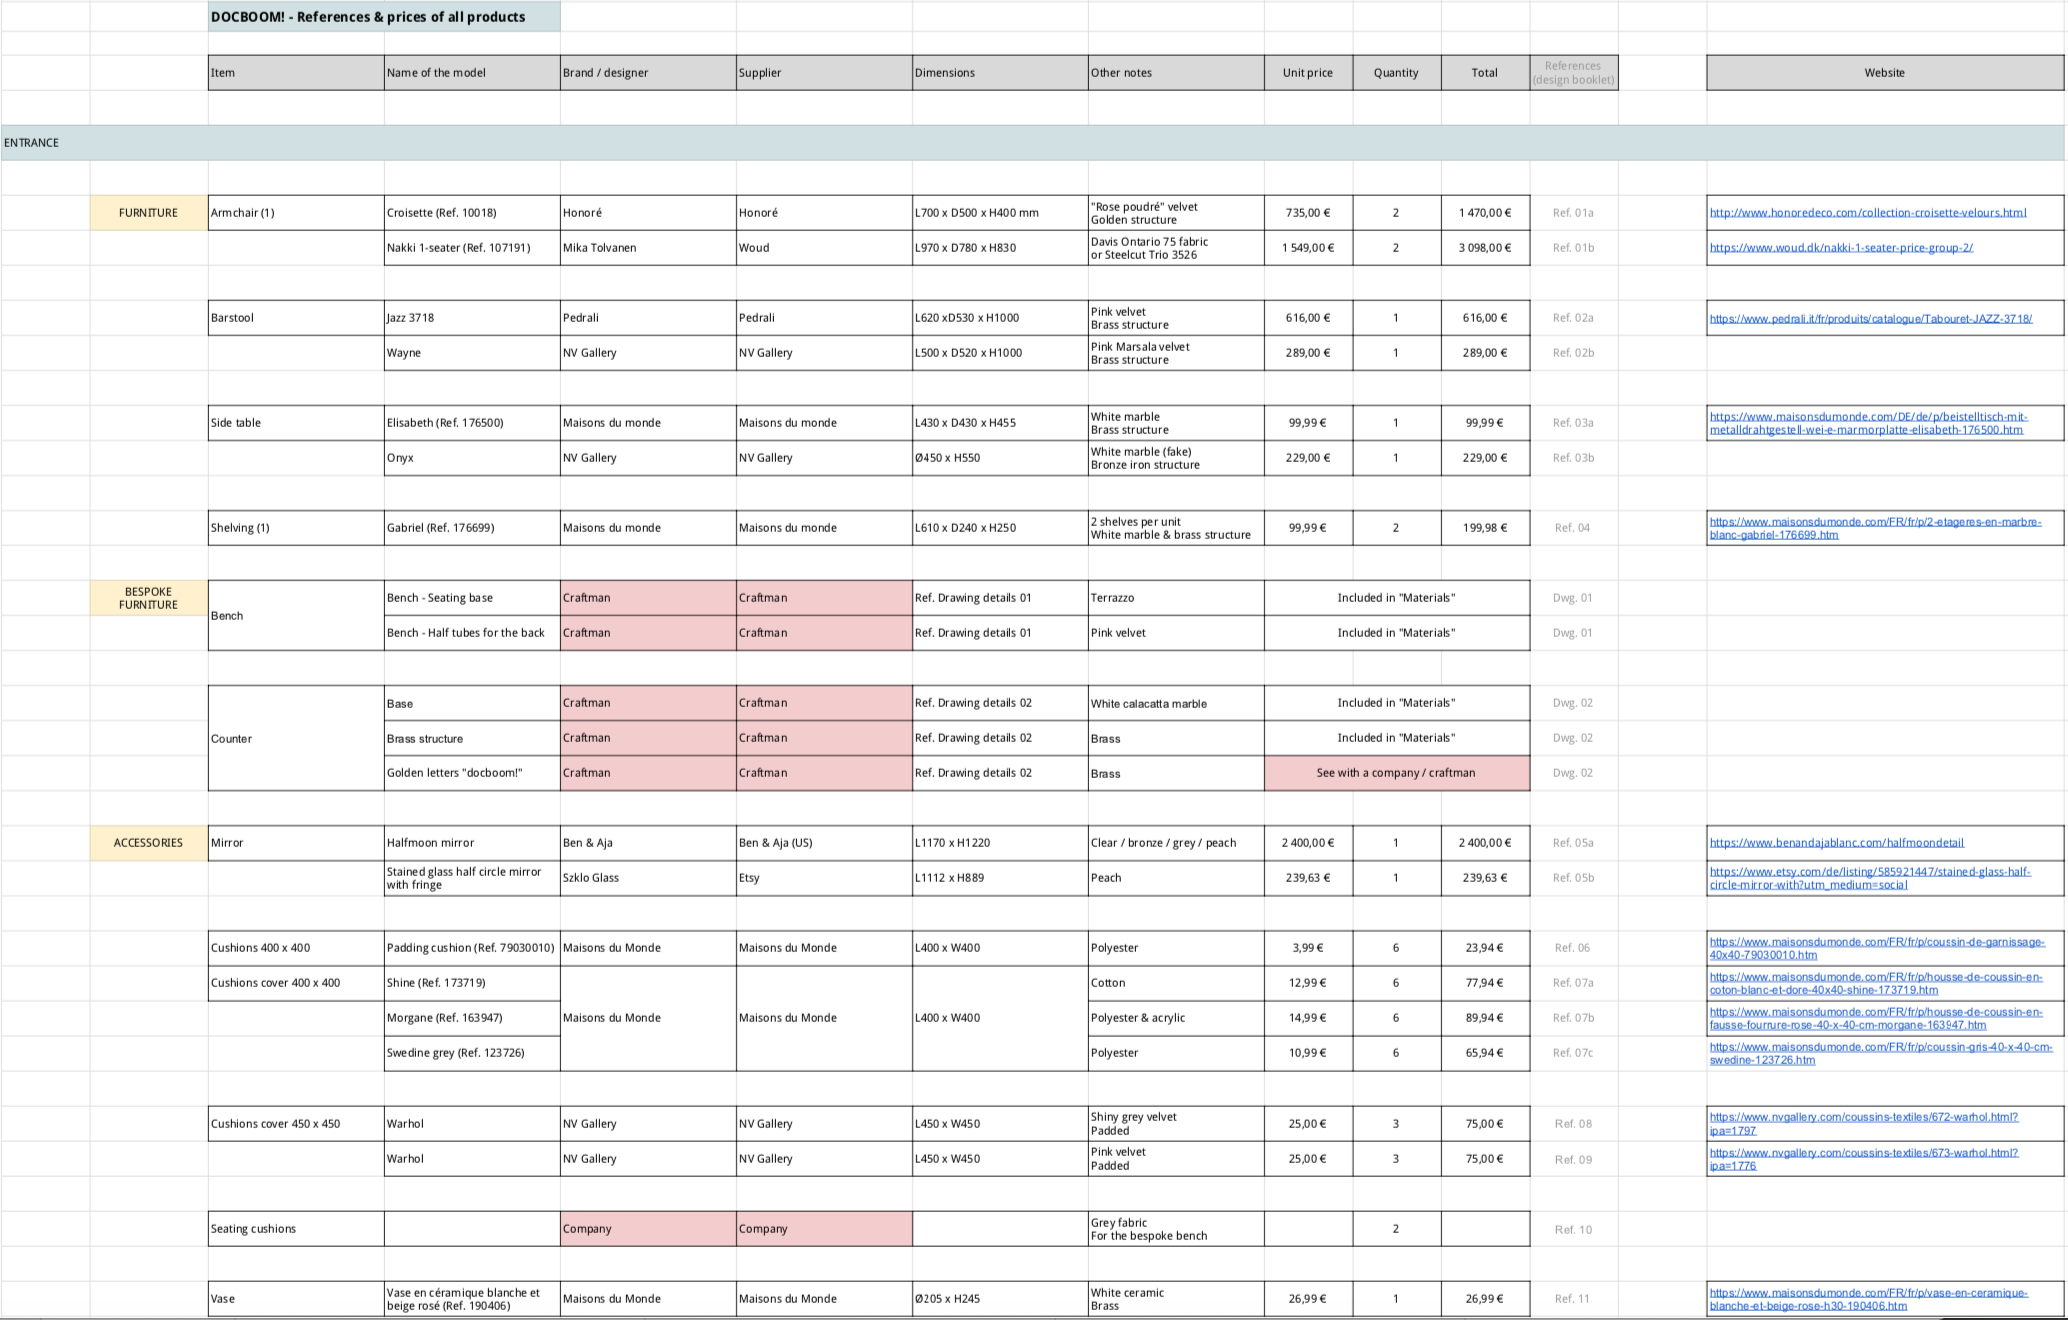 DOCBOOM! - References & prices of all products
Item
Name of the model
Brand / designer
Supplier
Dimensions
Other notes
Unit price
Quantity
Total
References
(design booklet)
Website
ENTRANCE
FURNITURE
Armchair (1)
Croisette (Ref. 10018)
Honoré
Honoré
L700 x D500 x H400 mm
"Rose poudré" velvet
Golden structure
735,00 €
2
1 470,00 €
Ref. 01a
http://www.honoredeco.com/collection-croisette-velours.html
Nakki 1-seater (Ref. 107191)
Mika Tolvanen
Woud
L970 x D780 x H830
Davis Ontario 75 fabric
or Steelcut Trio 3526
1 549,00 €
2
3 098,00 €
Ref. 01b
https://www.woud.dk/nakki-1-seater-price-group-2/
Barstool
Jazz 3718
Pedrali
Pedrali
L620 xD530 x H1000
Pink velvet
Brass structure
616,00 €
1
616,00 €
Ref. 02a
https://www.pedrali.it/fr/produits/catalogue/Tabouret-JAZZ-3718/
Wayne
NV Gallery
NV Gallery
L500 x D520 x H1000
Pink Marsala velvet
Brass structure
289,00 €
1
289,00 €
Ref. 02b
Side table
Elisabeth (Ref. 176500)
Maisons du monde
Maisons du monde
L430 x D430 x H455
White marble
Brass structure
99,99 €
1
99,99 €
Ref. 03a
https://www.maisonsdumonde.com/DE/de/p/beistelltisch-mit-
metalldrahtgestell-wei-e-marmorplatte-elisabeth-176500.htm
Onyx
NV Gallery
NV Gallery
Ø450 x H550
White marble (fake)
Bronze iron structure
229,00 €
1
229,00 €
Ref. 03b
Shelving (1)
Gabriel (Ref. 176699)
Maisons du monde
Maisons du monde
L610 x D240 x H250
2 shelves per unit
White marble & brass structure
99,99 €
2
199,98 €
Ref. 04
https://www.maisonsdumonde.com/FR/fr/p/2-etageres-en-marbre-
blanc-gabriel-176699.htm
BESPOKE
FURNITURE
Bench
Bench - Seating base
Craftman
Craftman
Ref. Drawing details 01
Terrazzo
Included in "Materials"
Dwg. 01
Bench - Half tubes for the back
Craftman
Craftman
Ref. Drawing details 01
Pink velvet
Included in "Materials"
Dwg. 01
Counter
Base
Craftman
Craftman
Ref. Drawing details 02
White calacatta marble
Included in "Materials"
Dwg. 02
Brass structure
Craftman
Craftman
Ref. Drawing details 02
Brass
Included in "Materials"
Dwg. 02
Golden letters "docboom!"
Craftman
Craftman
Ref. Drawing details 02
Brass
See with a company / craftman
Dwg. 02
ACCESSORIES
Mirror
Halfmoon mirror
Ben & Aja
Ben & Aja (US)
L1170 x H1220
Clear / bronze / grey / peach
2 400,00 €
1
2 400,00 €
Ref. 05a
https://www.benandajablanc.com/halfmoondetail
Stained glass half circle mirror
with fringe
Szklo Glass
Etsy
L1112 x H889
Peach
239,63 €
1
239,63 €
Ref. 05b
https://www.etsy.com/de/listing/585921447/stained-glass-half-
circle-mirror-with?utm_medium=social
Cushions 400 x 400
Padding cushion (Ref. 79030010)
Maisons du Monde
Maisons du Monde
L400 x W400
Polyester
3,99 €
6
23,94 €
Ref. 06
https://www.maisonsdumonde.com/FR/fr/p/coussin-de-garnissage-
40x40-79030010.htm
Cushions cover 400 x 400
Shine (Ref. 173719)
Cotton
12,99 €
6
77,94 €
Ref. 07a
https://www.maisonsdumonde.com/FR/fr/p/housse-de-coussin-en-
coton-blanc-et-dore-40x40-shine-173719.htm
Morgane (Ref. 163947)
Maisons du Monde
Maisons du Monde
L400 x W400
Polyester & acrylic
14,99 €
6
89,94 €
Ref. 07b
https://www.maisonsdumonde.com/FR/fr/p/housse-de-coussin-en-
fausse-fourrure-rose-40-x-40-cm-morgane-163947.htm
Swedine grey (Ref. 123726)
Polyester
10,99 €
6
65,94 €
Ref. 07c
https://www.maisonsdumonde.com/FR/fr/p/coussin-gris-40-x-40-cm-
swedine-123726.htm
Cushions cover 450 x 450
Warhol
NV Gallery
NV Gallery
L450 x W450
Shiny grey velvet
Padded
25,00 €
3
75,00 €
Ref. 08
https://www.nvgallery.com/coussins-textiles/672-warhol.html?
ipa=1797
Warhol
NV Gallery
NV Gallery
L450 x W450
Pink velvet
Padded
25,00 €
3
75,00 €
Ref. 09
https://www.nvgallery.com/coussins-textiles/673-warhol.html?
ipa=1776
Seating cushions
Company
Company
Grey fabric
For the bespoke bench
2
Ref. 10
Vase
Vase en céramique blanche et
beige rosé (Ref. 190406)
Maisons du Monde
Maisons du Monde
Ø205 x H245
White ceramic
Brass
26,99 €
1
26,99 €
Ref. 11
https://www.maisonsdumonde.com/FR/fr/p/vase-en-ceramique-
blanche-et-beige-rose-h30-190406.htm